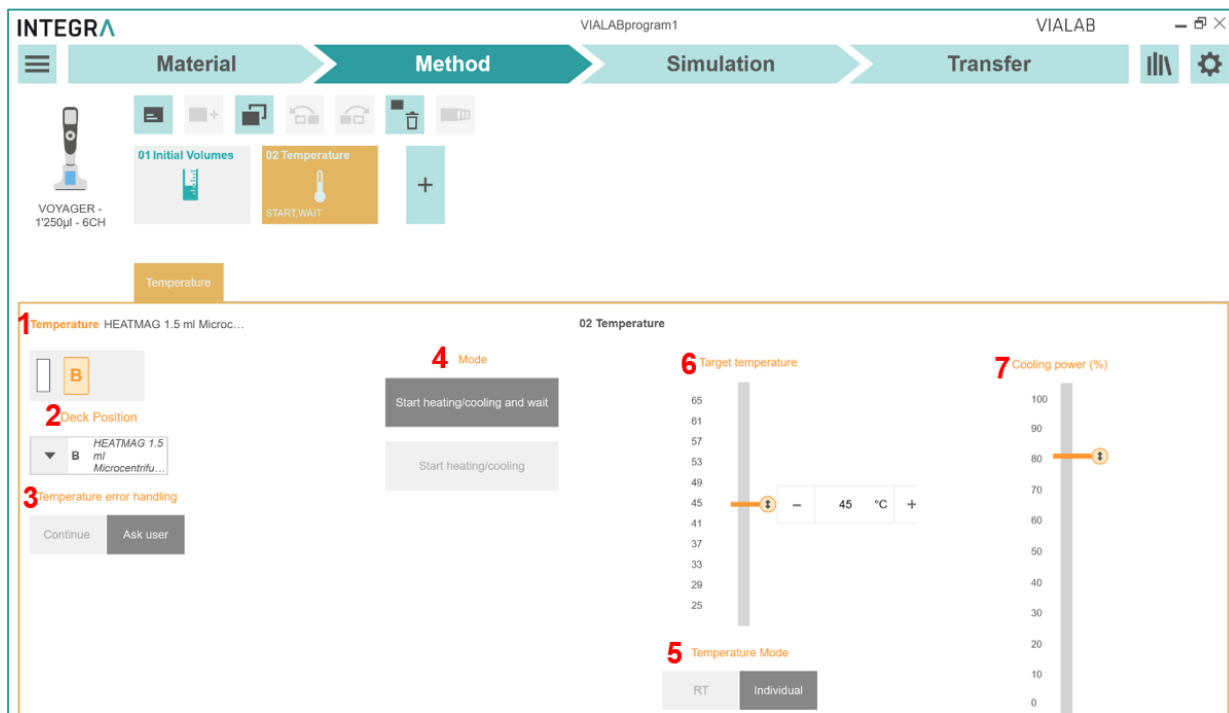 INTEGRA
VIALABprogram1
VIALAB
Material
Method
Simulation
Transfer
01 Initial Volumes
02 Temperature
START,WAIT
+
VOYAGER -
1'250µl - 6CH
Temperature
1 Temperature HEATMAG 1.5 ml Microc...
02 Temperature
B
2 Deck Position
B
HEATMAG 1.5
ml
Microcentrifu...
3 Temperature error handling
Continue
Ask user
4 Mode
Start heating/cooling and wait
Start heating/cooling
6 Target temperature
65
61
57
53
49
45
41
37
33
29
25
– 45 °C +
5 Temperature Mode
RT
Individual
7 Cooling power (%)
100
90
80
70
60
50
40
30
20
10
0